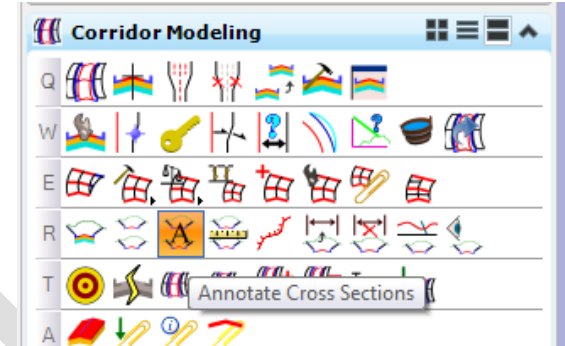 Corridor Modeling
Q
W
E
R A
T
Annotate Cross Sections
A